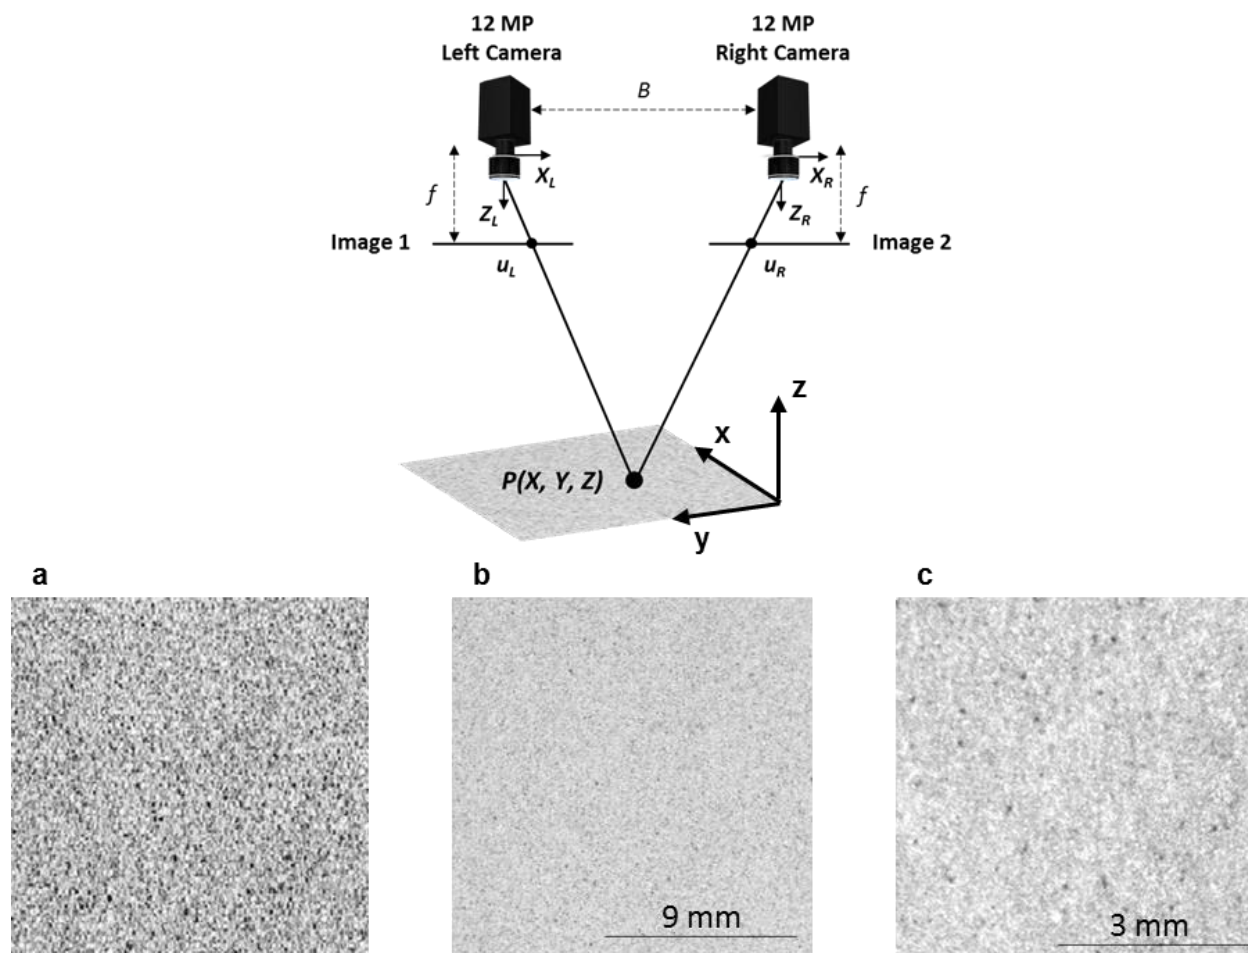 12 MP
Left Camera
12 MP
Right Camera
B
f
X_L
Z_L
X_R
Z_R
f
Image 1
u_L
u_R
Image 2
z
x
P(X, Y, Z)
y
a
b
c
9 mm
3 mm